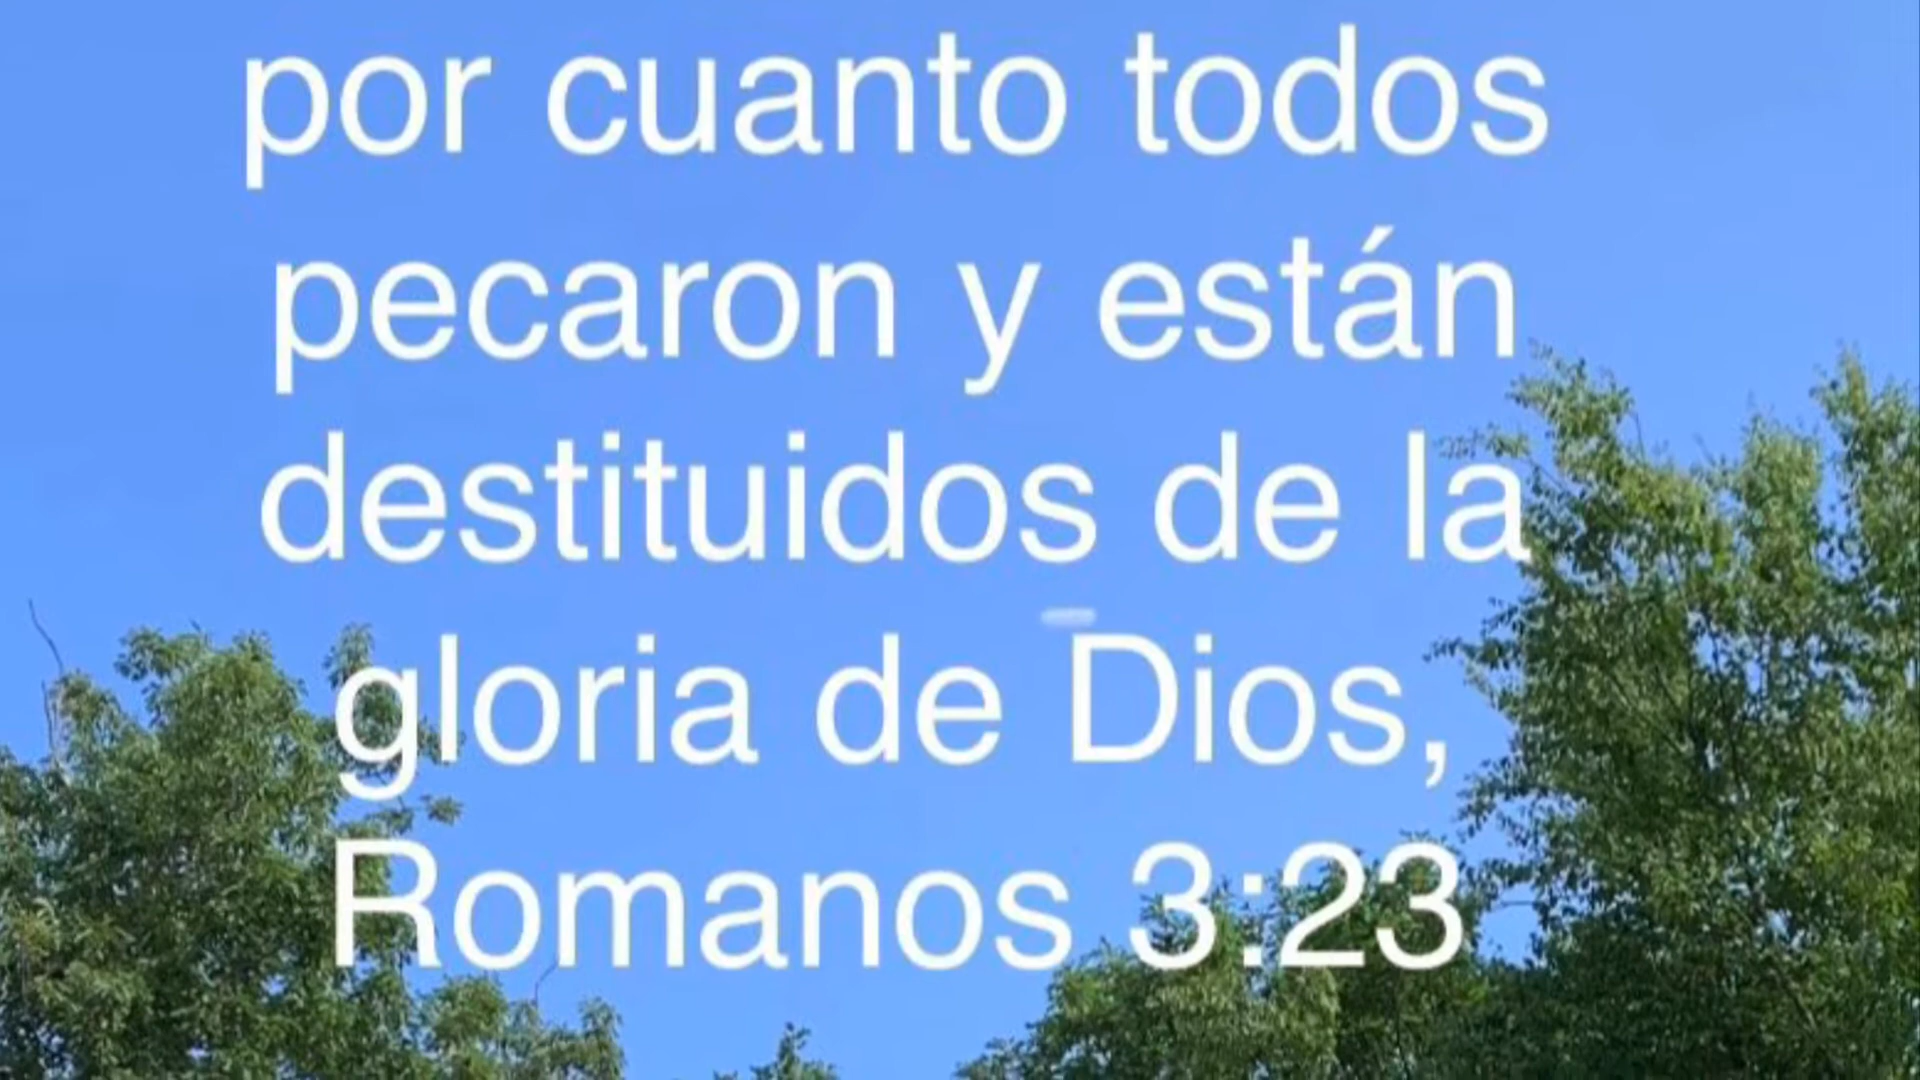 por cuanto todos
pecaron y están
destituidos de la
gloria de Dios,
Romanos 3:23